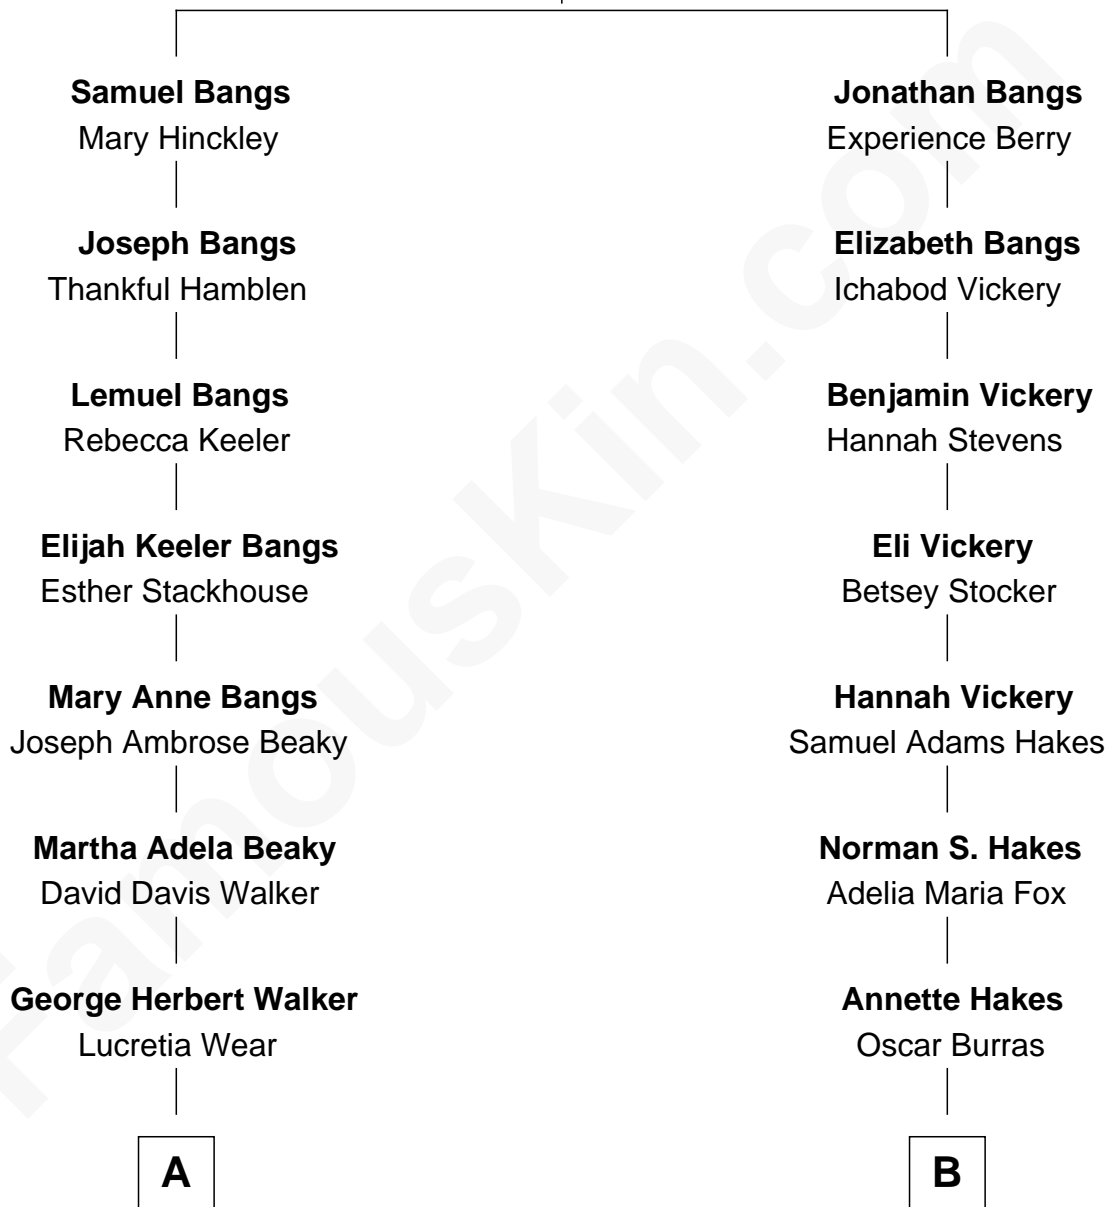 Samuel Bangs
Mary Hinckley
Joseph Bangs
Thankful Hamblen
Lemuel Bangs
Rebecca Keeler
Elijah Keeler Bangs
Esther Stackhouse
Mary Anne Bangs
Joseph Ambrose Beaky
Martha Adela Beaky
David Davis Walker
George Herbert Walker
Lucretia Wear
A
Jonathan Bangs
Experience Berry
Elizabeth Bangs
Ichabod Vickery
Benjamin Vickery
Hannah Stevens
Eli Vickery
Betsey Stocker
Hannah Vickery
Samuel Adams Hakes
Norman S. Hakes
Adelia Maria Fox
Annette Hakes
Oscar Burras
B
FamousKin.com